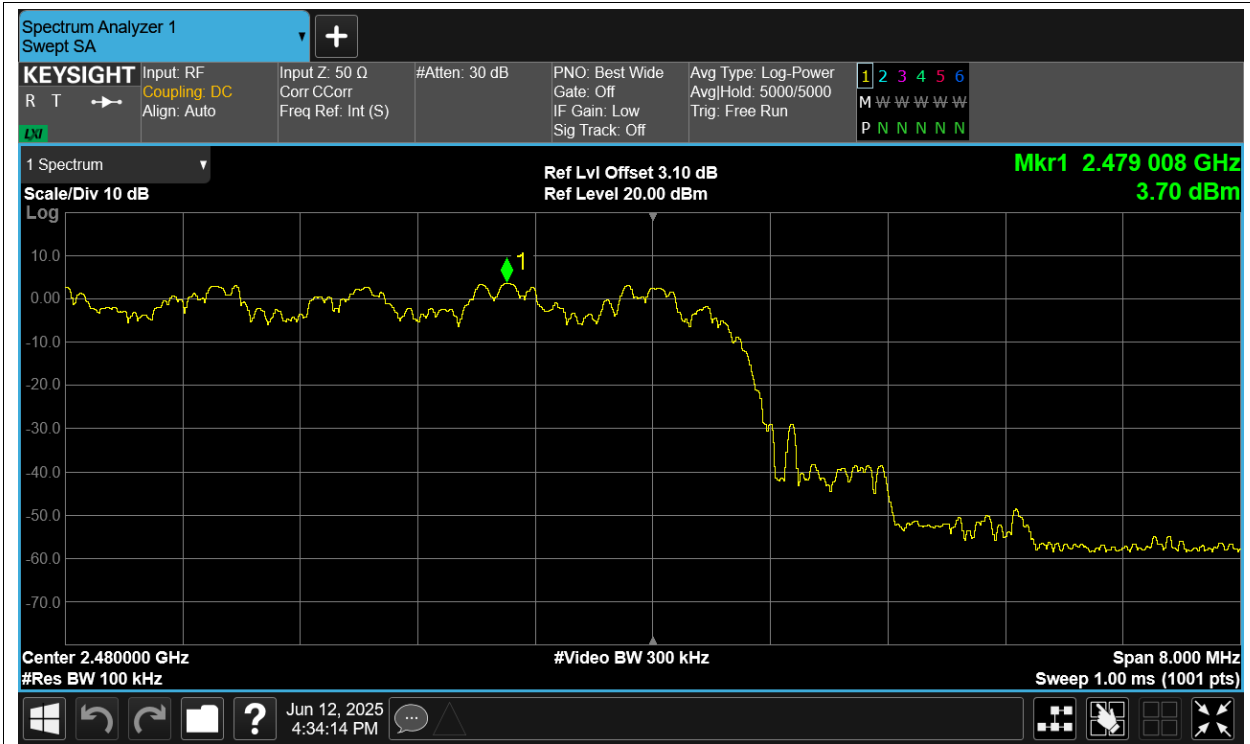 Spectrum Analyzer 1
Swept SA
+
KEYSIGHT
R T
LXI
Input: RF
Coupling: DC
Align: Auto
Input Z: 50 Ω
Corr CCorr
Freq Ref: Int (S)
#Atten: 30 dB
PNO: Best Wide
Gate: Off
IF Gain: Low
Sig Track: Off
Avg Type: Log-Power
Avg|Hold: 5000/5000
Trig: Free Run
1 2 3 4 5 6
M W W W W W
P N N N N N
1 Spectrum
Scale/Div 10 dB
Log
Ref Lvl Offset 3.10 dB
Ref Level 20.00 dBm
Mkr1 2.479 008 GHz
3.70 dBm
1
10.0
0.00
-10.0
-20.0
-30.0
-40.0
-50.0
-60.0
-70.0
Center 2.480000 GHz
#Res BW 100 kHz
#Video BW 300 kHz
Span 8.000 MHz
Sweep 1.00 ms (1001 pts)
?
Jun 12, 2025
4:34:14 PM